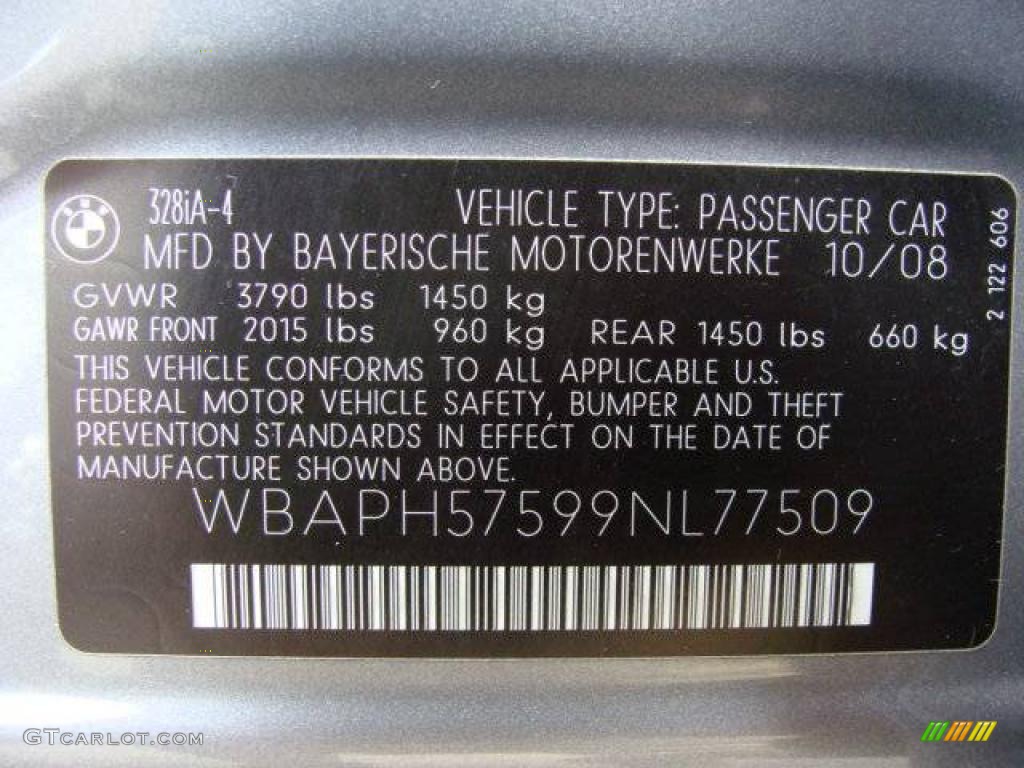 BMW
328iA-4 VEHICLE TYPE: PASSENGER CAR
MFD BY BAYERISCHE MOTORENWERKE 10/08
GVWR 3790 lbs 1450 kg
GAWR FRONT 2015 lbs 960 kg REAR 1450 lbs 660 kg
THIS VEHICLE CONFORMS TO ALL APPLICABLE U.S.
FEDERAL MOTOR VEHICLE SAFETY, BUMPER AND THEFT
PREVENTION STANDARDS IN EFFECT ON THE DATE OF
MANUFACTURE SHOWN ABOVE.
WBAPH57599NL77509
2 122 606
GTCARLOT.COM